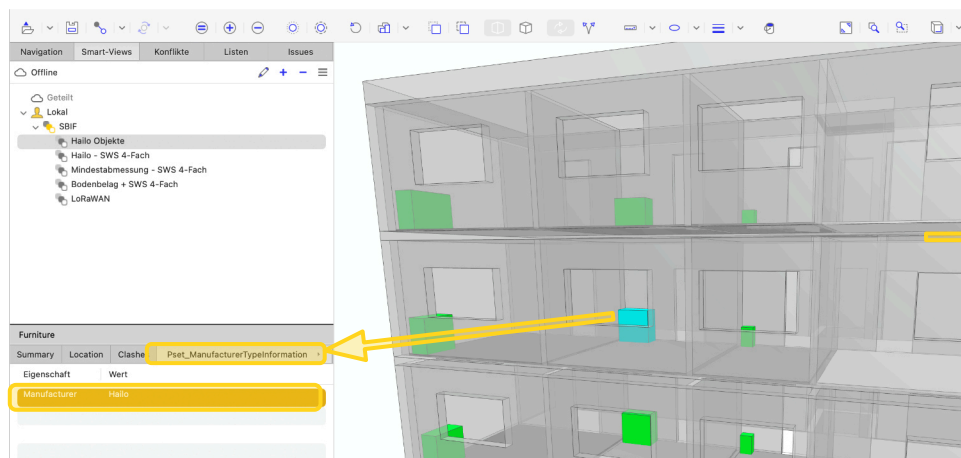 Navigation Smart-Views Konflikte Listen Issues
Offline
Geteilt
Lokal
SBIF
Hailo Objekte
Hailo - SWS 4-Fach
Mindestabmessung - SWS 4-Fach
Bodenbelag + SWS 4-Fach
LoRaWAN
Furniture
Summary Location Clashe Pset_ManufacturerTypeInformation
Eigenschaft Wert
Manufacturer Hailo